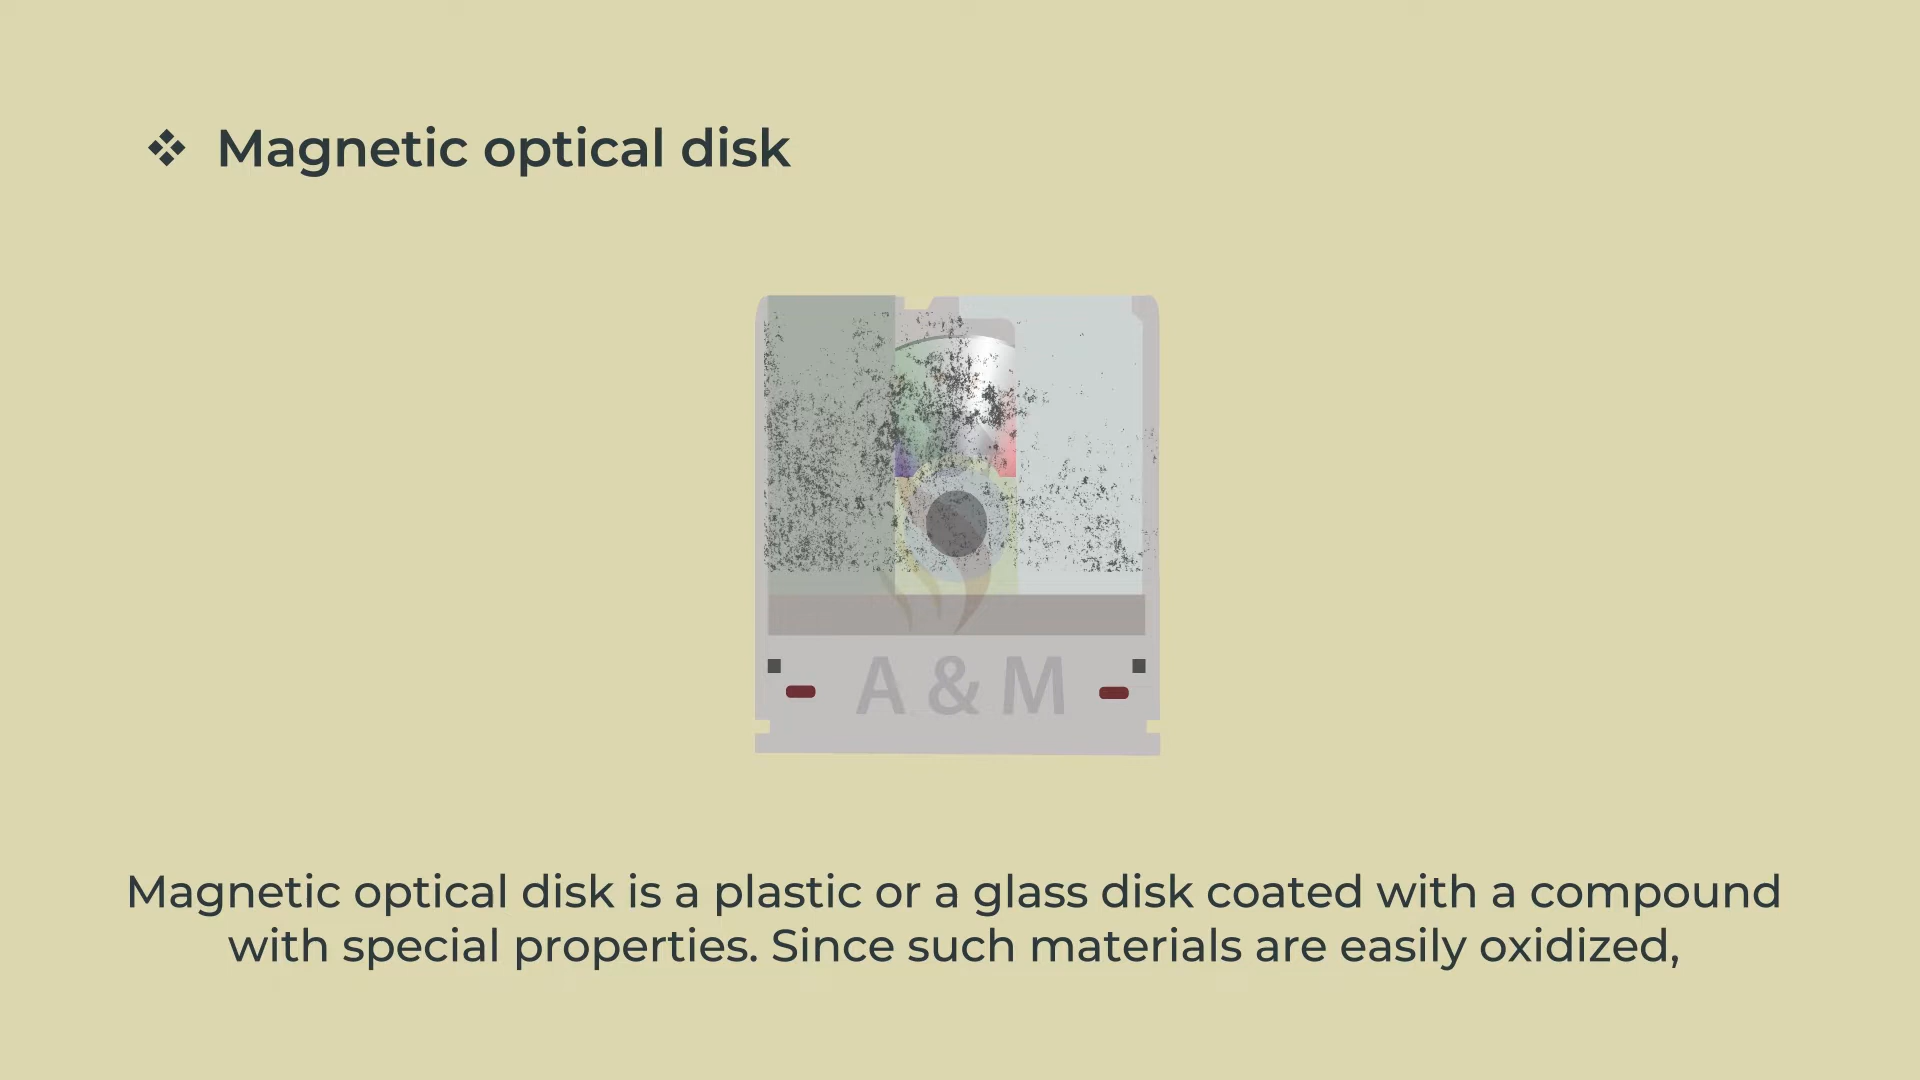 ❖ Magnetic optical disk
A & M
Magnetic optical disk is a plastic or a glass disk coated with a compound
with special properties. Since such materials are easily oxidized,